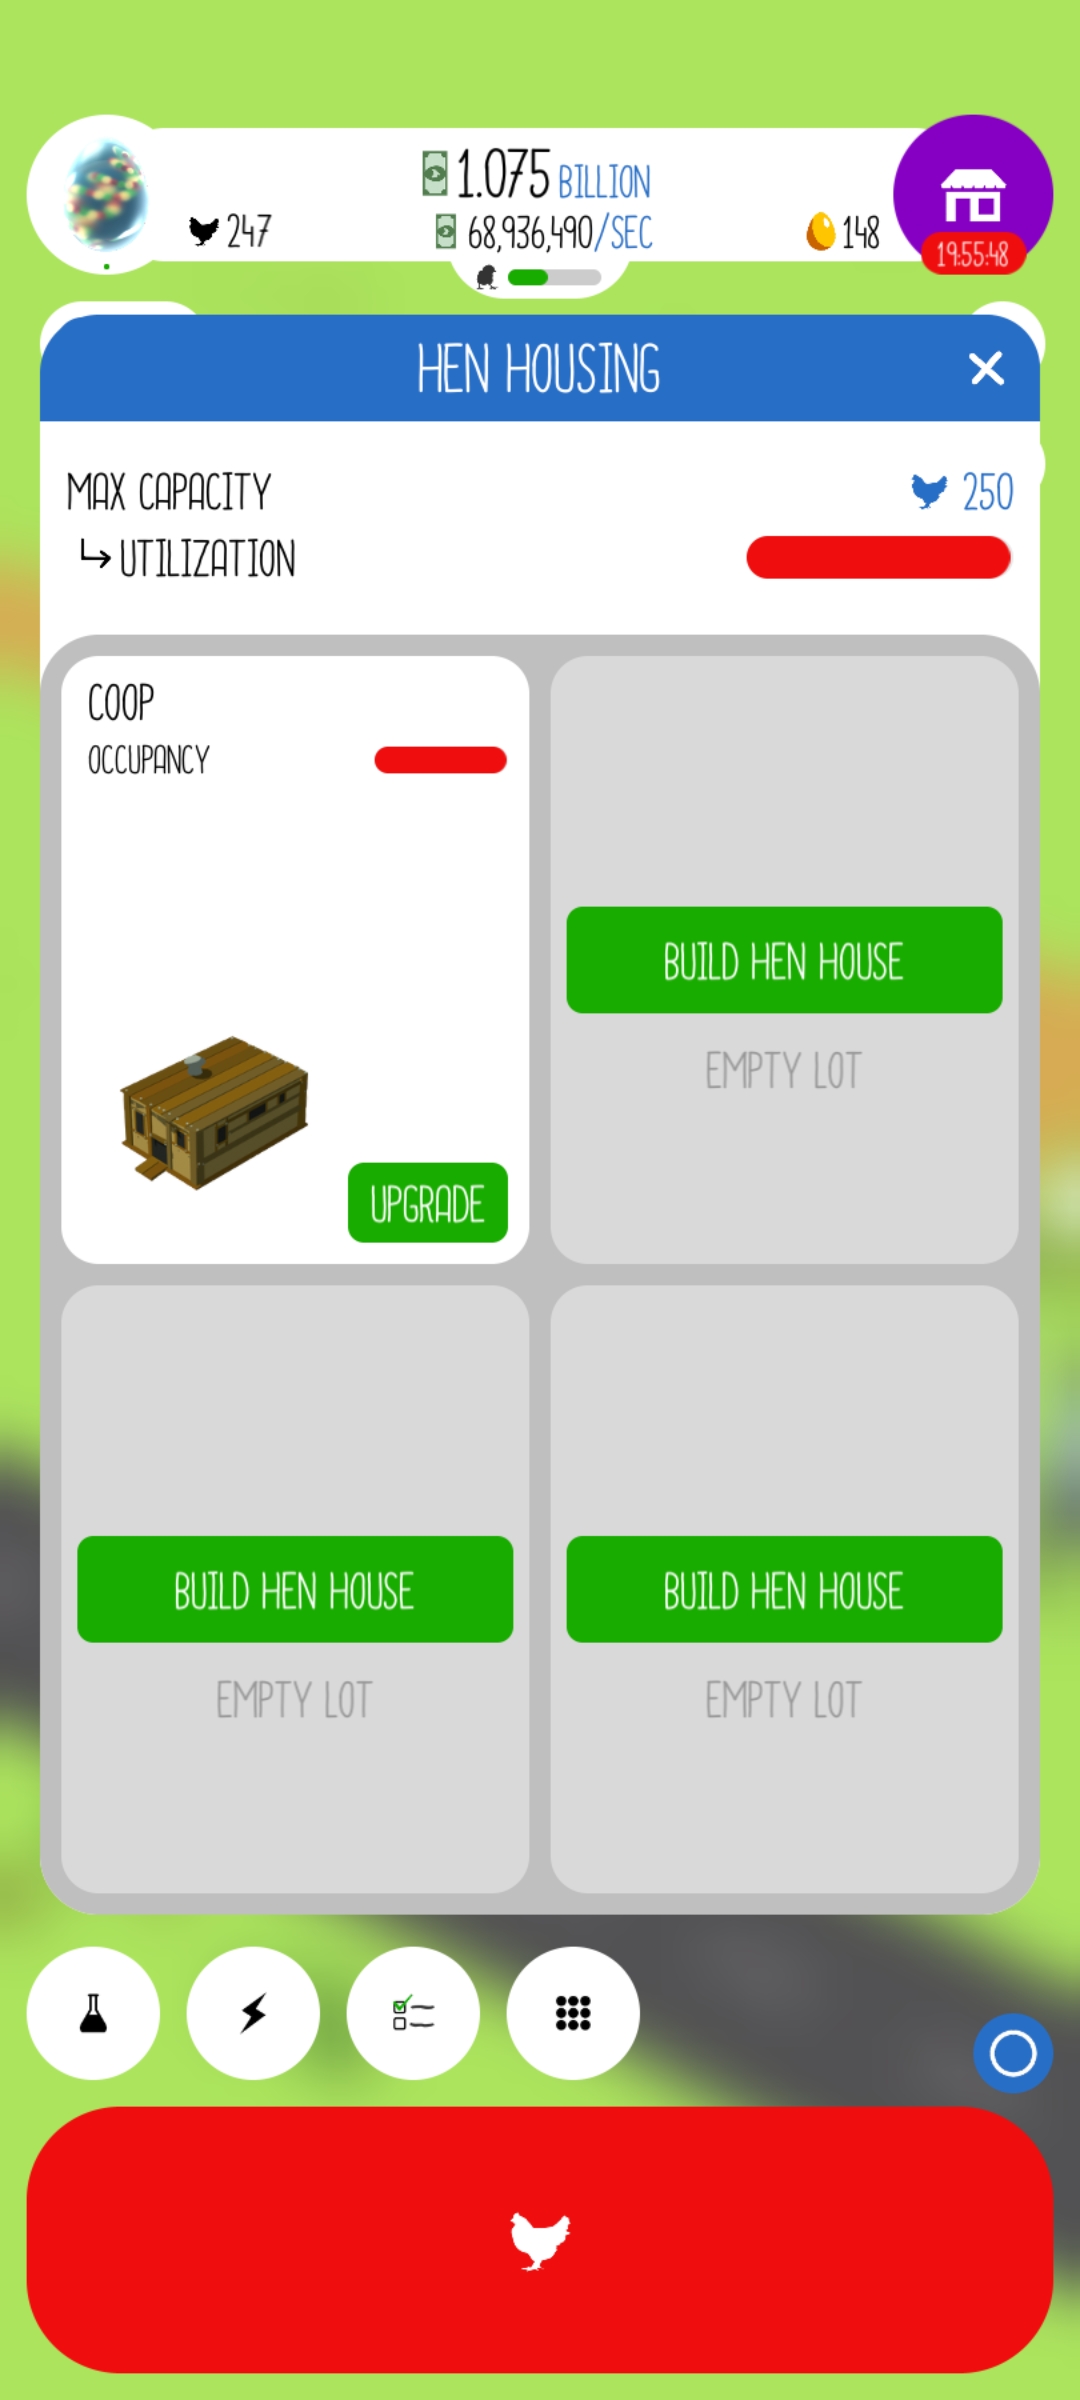 1.075 BILLION
247
68,936,490/SEC
148
19:55:48
HEN HOUSING
MAX CAPACITY
250
UTILIZATION
COOP
OCCUPANCY
UPGRADE
BUILD HEN HOUSE
EMPTY LOT
BUILD HEN HOUSE
EMPTY LOT
BUILD HEN HOUSE
EMPTY LOT